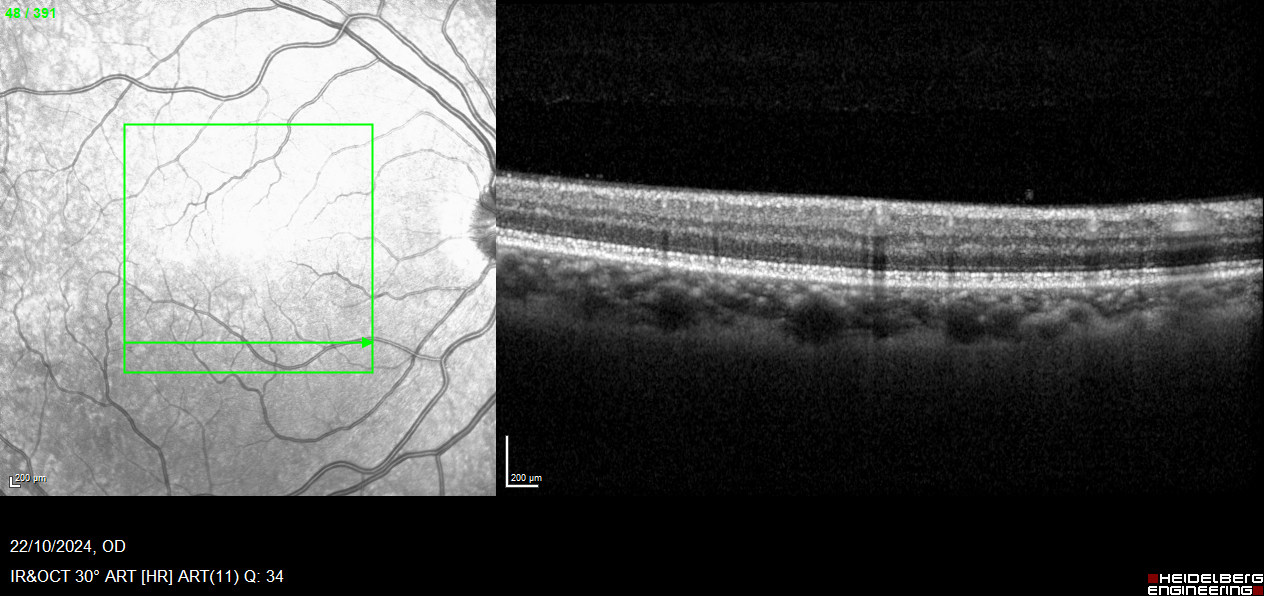 48 / 391
200 µm
200 µm
22/10/2024, OD
IR&OCT 30° ART [HR] ART(11) Q: 34
HEIDELBERG
ENGINEERING